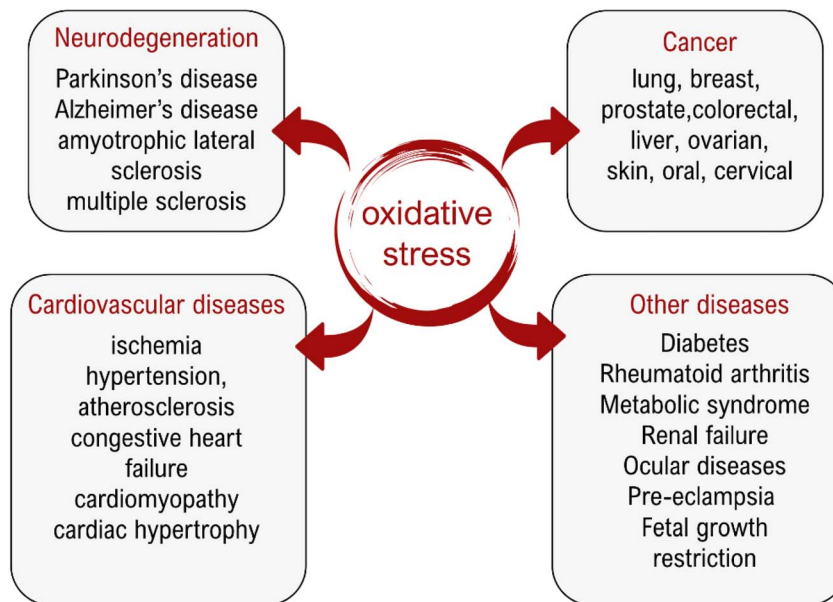 Neurodegeneration
Parkinson's disease
Alzheimer's disease
amyotrophic lateral
sclerosis
multiple sclerosis
Cancer
lung, breast,
prostate,colorectal,
liver, ovarian,
skin, oral, cervical
oxidative
stress
Cardiovascular diseases
ischemia
hypertension,
atherosclerosis
congestive heart
failure
cardiomyopathy
cardiac hypertrophy
Other diseases
Diabetes
Rheumatoid arthritis
Metabolic syndrome
Renal failure
Ocular diseases
Pre-eclampsia
Fetal growth
restriction